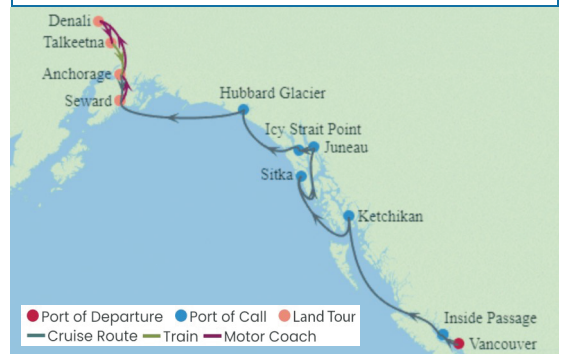 Denali
Talkeetna
Anchorage
Seward
Hubbard Glacier
Icy Strait Point
Juneau
Sitka
Ketchikan
Inside Passage
Vancouver
Port of Departure Port of Call Land Tour
Cruise Route Train Motor Coach